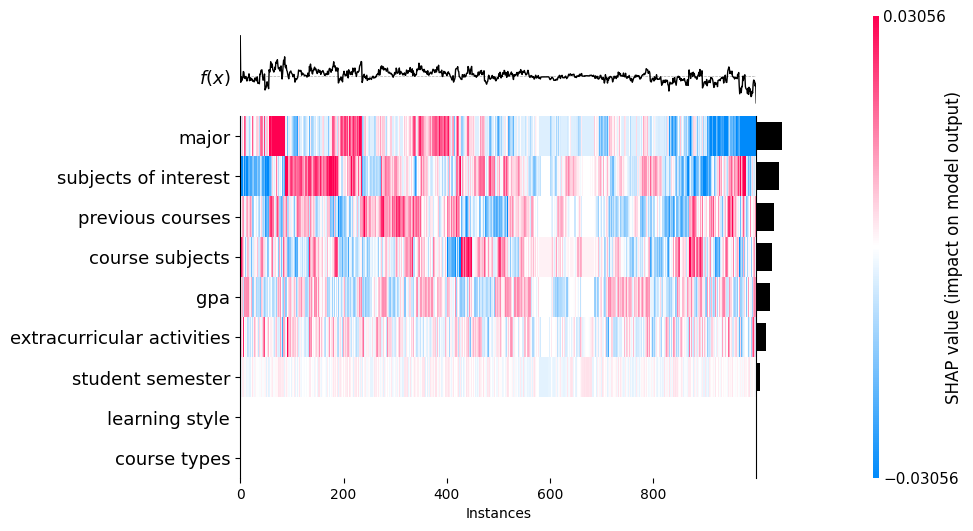 0.03056
f(x)
major
subjects of interest
previous courses
course subjects
gpa
extracurricular activities
student semester
learning style
course types
0 200 400 600 800
Instances
SHAP value (impact on model output)
−0.03056